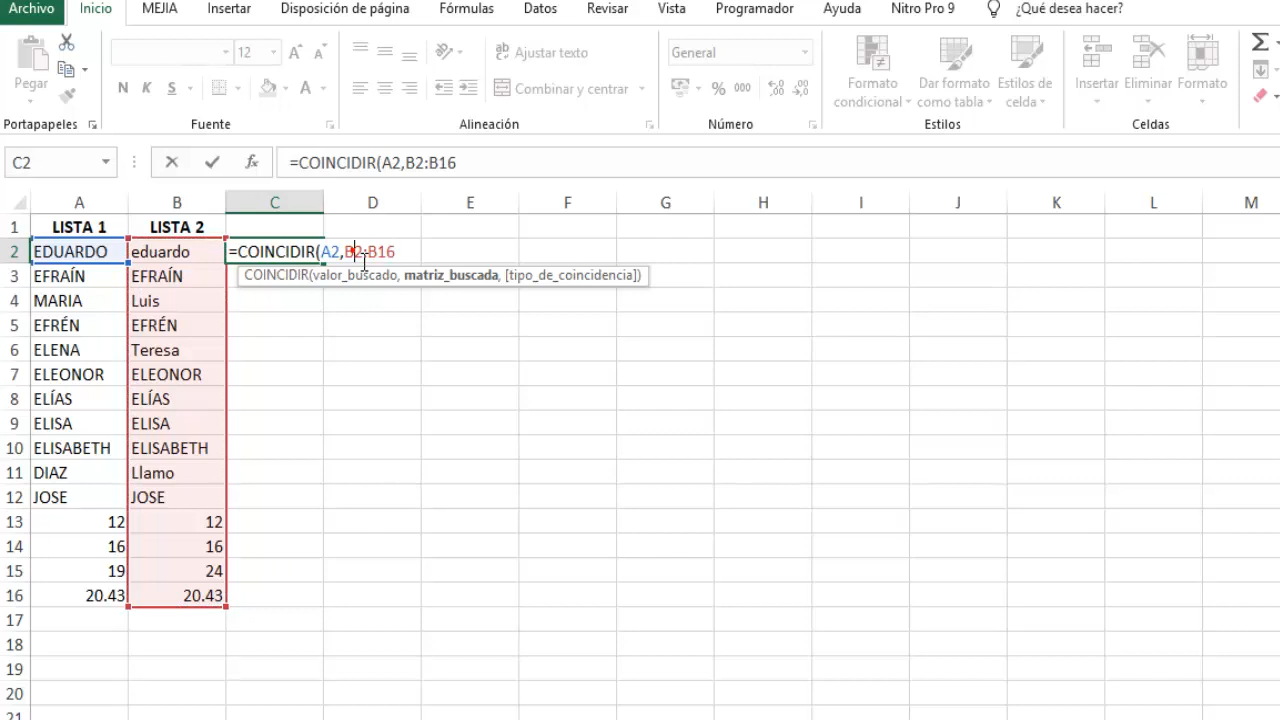 Archivo Inicio MEJIA Insertar Disposición de página Fórmulas Datos Revisar Vista Programador Ayuda Nitro Pro 9 ¿Qué desea hacer?
12 A A ab Ajustar texto General Σ
Pegar Formato condicional Dar formato como tabla Estilos de celda Insertar Eliminar Formato
N K S A Combinar y centrar % 000
Portapapeles Fuente Alineación Número Estilos Celdas
C2 fx =COINCIDIR(A2,B2:B16
A B C D E F G H I J K L M
1 LISTA 1 LISTA 2
2 EDUARDO eduardo =COINCIDIR(A2,B2:B16
COINCIDIR(valor_buscado, matriz_buscada, [tipo_de_coincidencia])
3 EFRAÍN EFRAÍN
4 MARIA Luis
5 EFRÉN EFRÉN
6 ELENA Teresa
7 ELEONOR ELEONOR
8 ELÍAS ELÍAS
9 ELISA ELISA
10 ELISABETH ELISABETH
11 DIAZ Llamo
12 JOSE JOSE
13 12 12
14 16 16
15 19 24
16 20.43 20.43
17
18
19
20
21